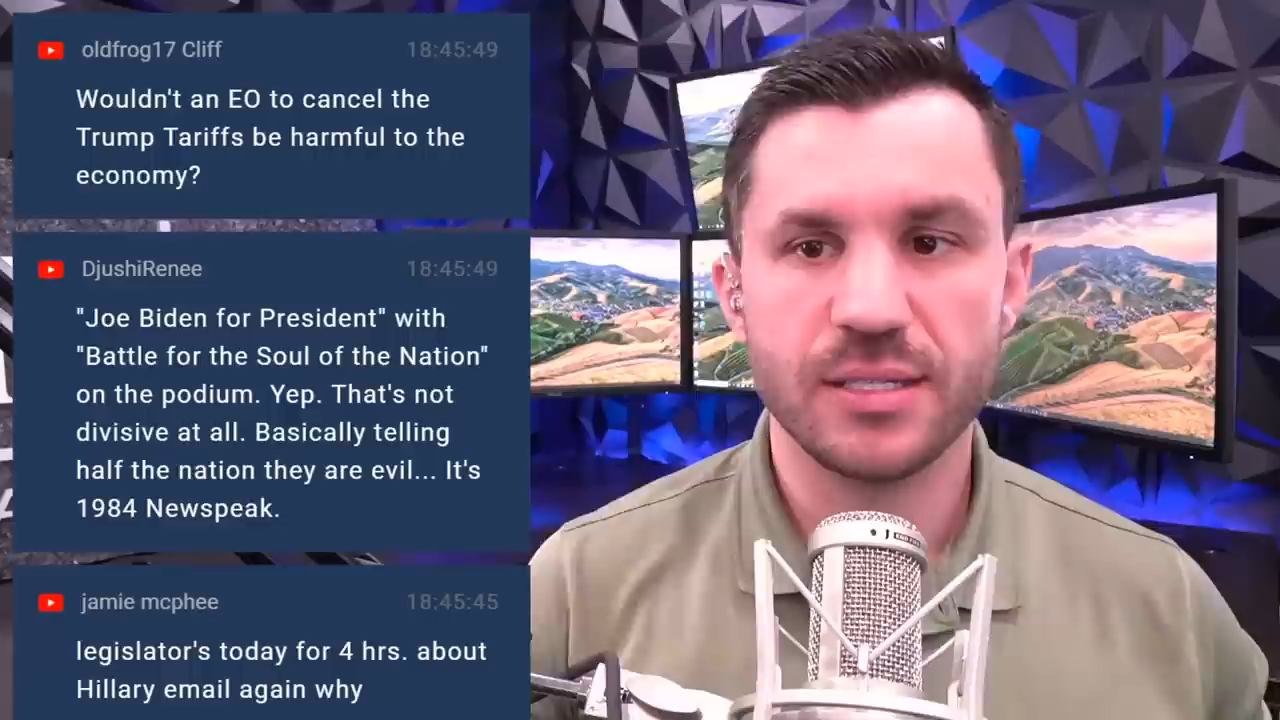 oldfrog17 Cliff 18:45:49
Wouldn't an EO to cancel the
Trump Tariffs be harmful to the
economy?
DjushiRenee 18:45:49
"Joe Biden for President" with
"Battle for the Soul of the Nation"
on the podium. Yep. That's not
divisive at all. Basically telling
half the nation they are evil... It's
1984 Newspeak.
jamie mcphee 18:45:45
legislator's today for 4 hrs. about
Hillary email again why